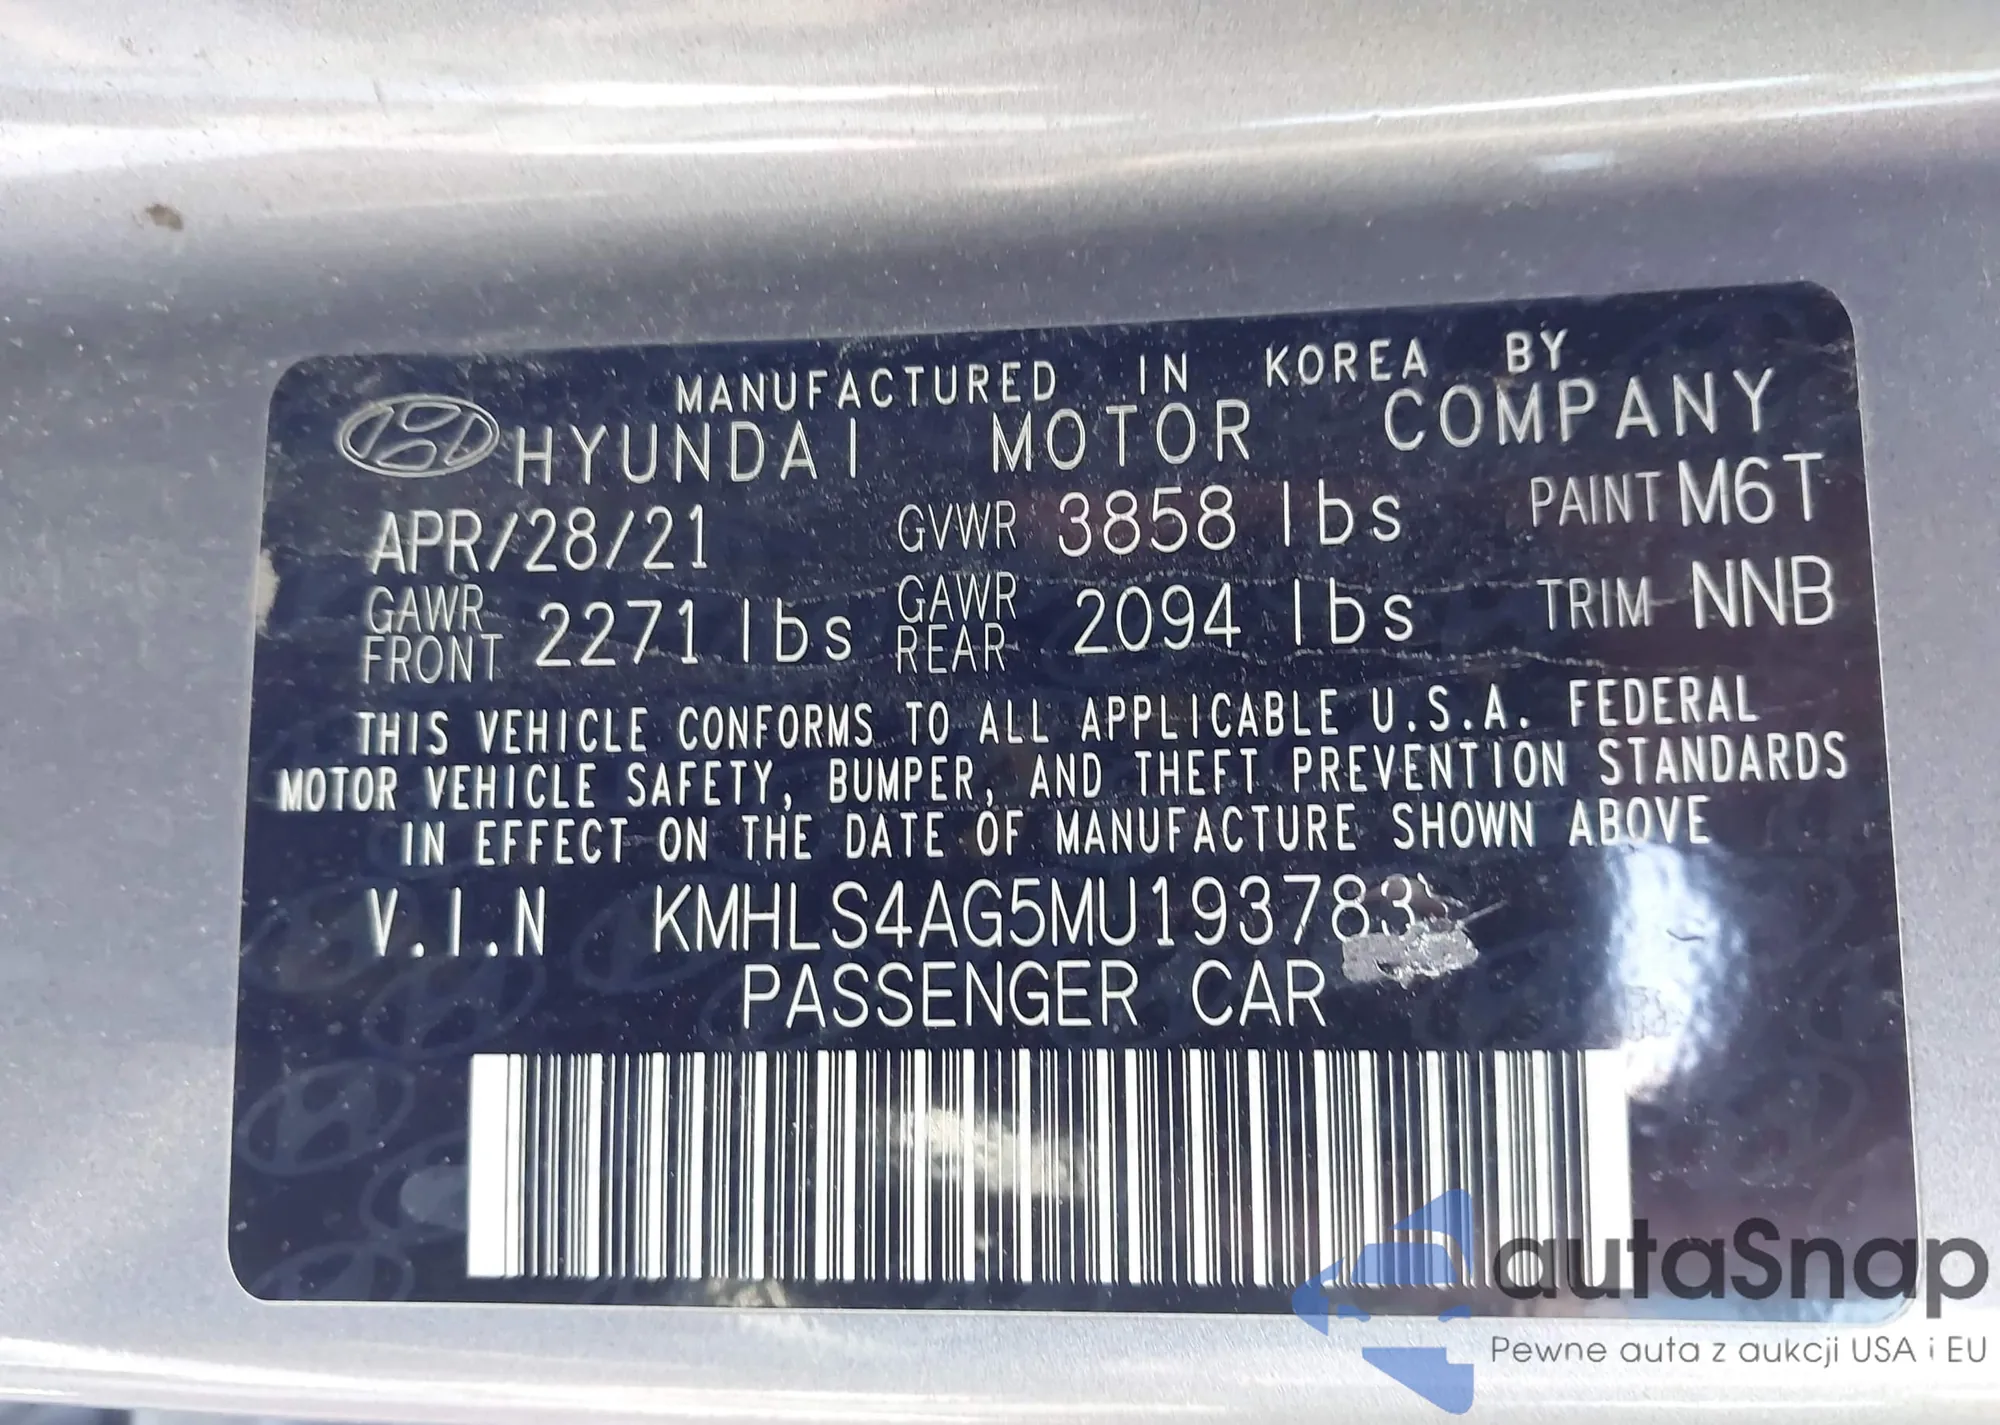 MANUFACTURED IN KOREA BY
HYUNDAI MOTOR COMPANY
APR/28/21 GVWR 3858 lbs PAINT M6T
GAWR FRONT 2271 lbs GAWR REAR 2094 lbs TRIM NNB
THIS VEHICLE CONFORMS TO ALL APPLICABLE U.S.A. FEDERAL
MOTOR VEHICLE SAFETY, BUMPER, AND THEFT PREVENTION STANDARDS
IN EFFECT ON THE DATE OF MANUFACTURE SHOWN ABOVE
V.I.N KMHLS4AG5MU193783
PASSENGER CAR
autaSnap
Pewne auta z aukcji USA i EU